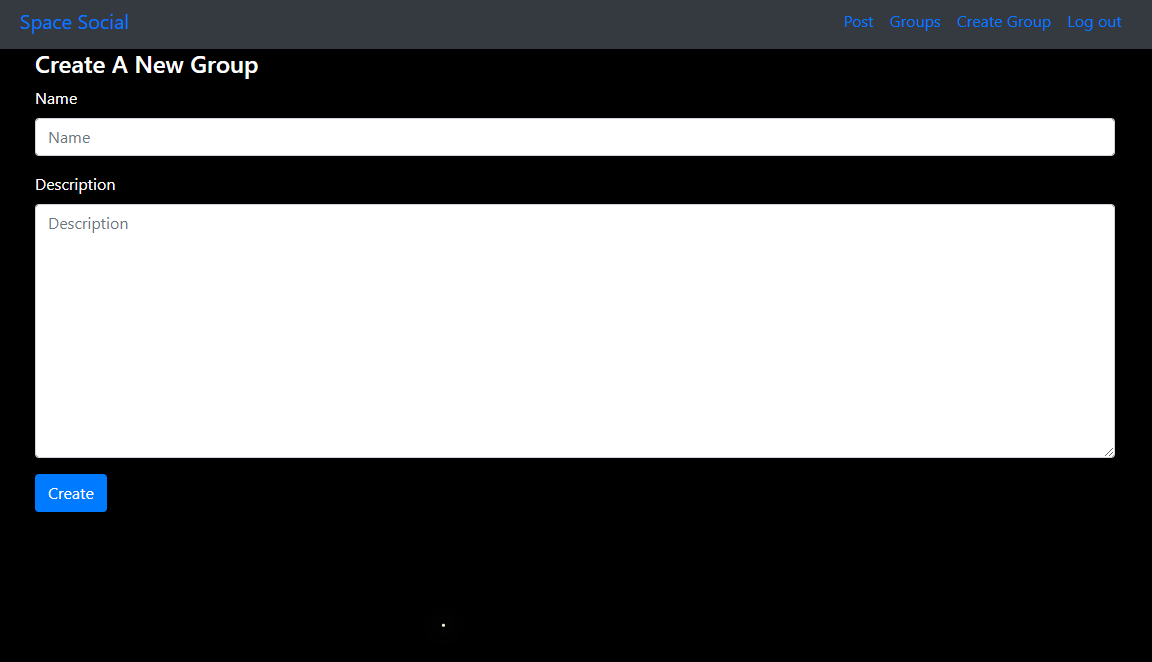 Space Social
Post Groups Create Group Log out
Create A New Group
Name
Name
Description
Description
Create